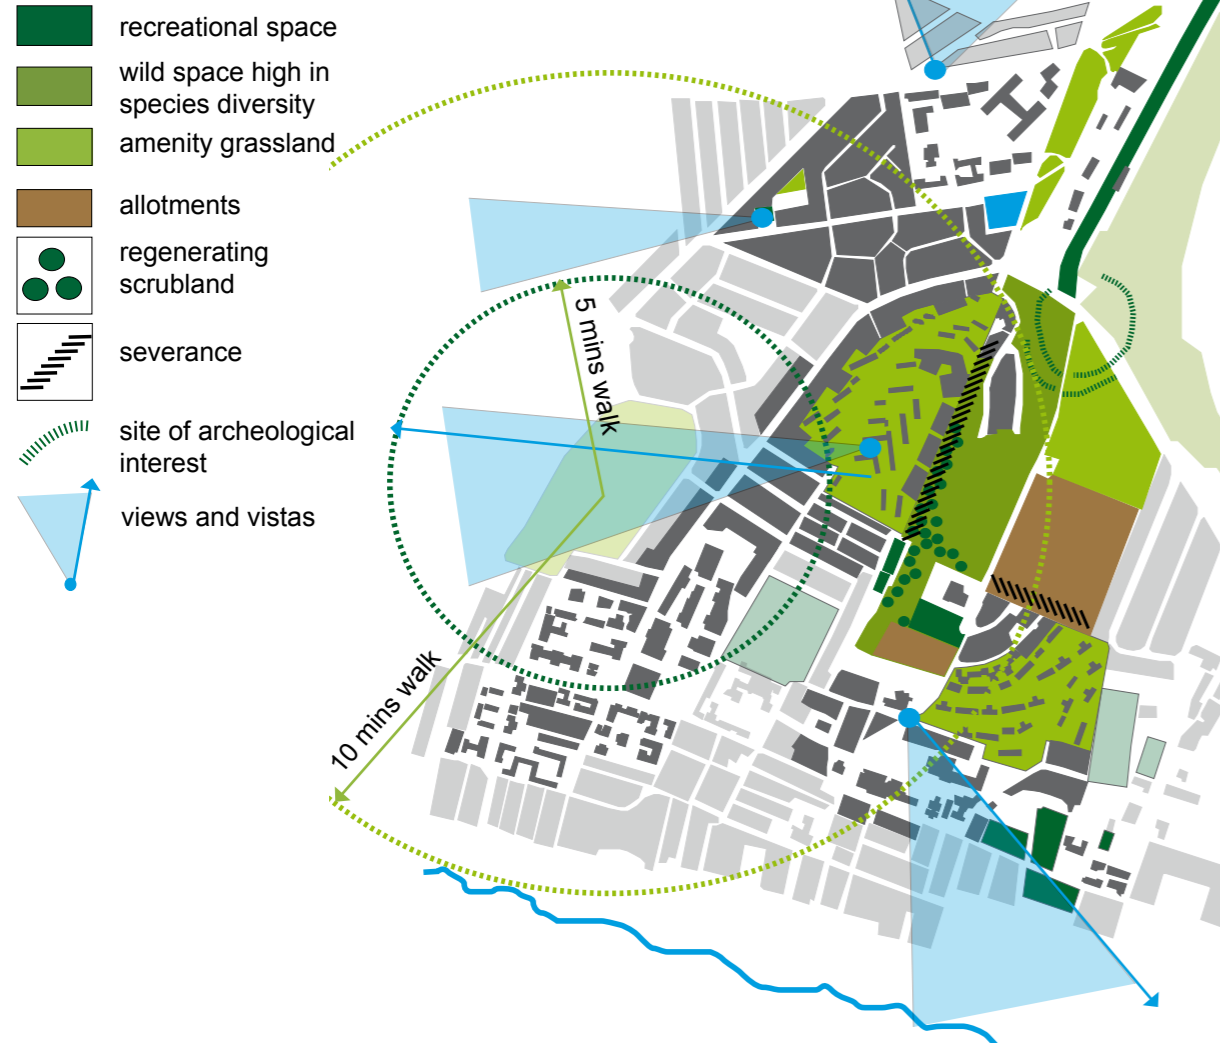 recreational space
wild space high in
species diversity
amenity grassland
allotments
regenerating
scrubland
severance
site of archeological
interest
views and vistas
5 mins walk
10 mins walk